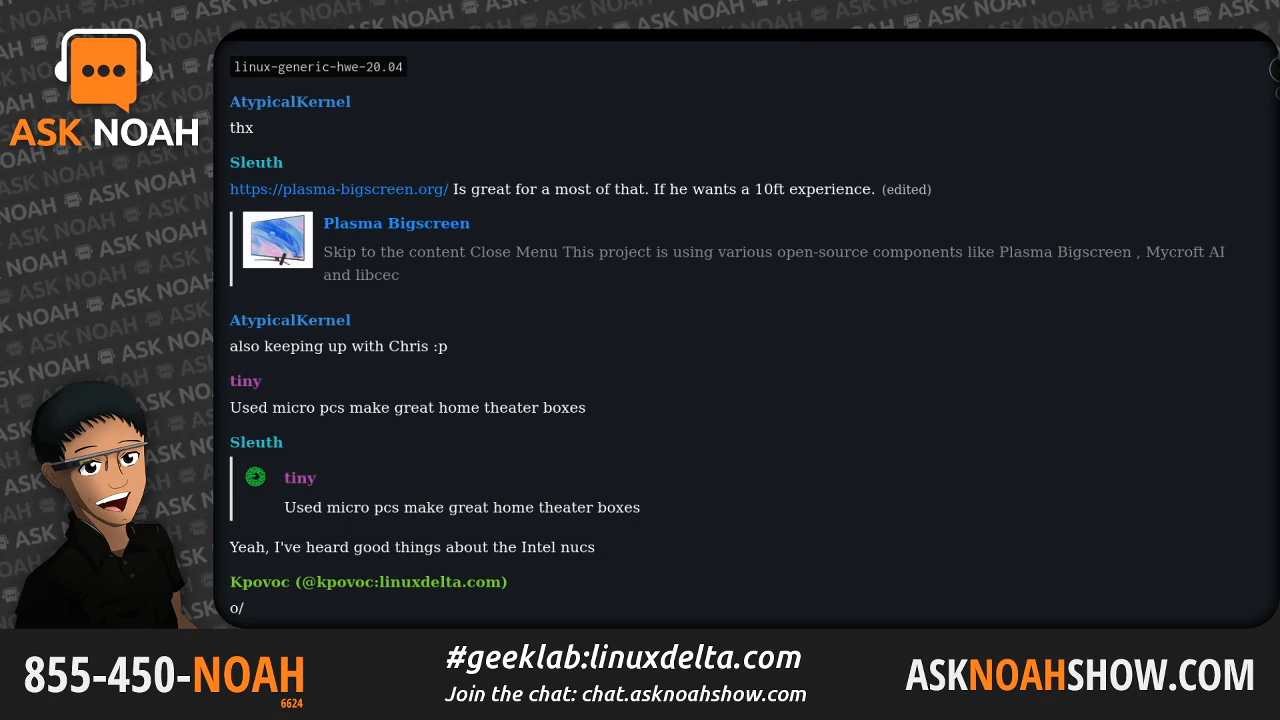 ASK NOAH
linux-generic-hwe-20.04
AtypicalKernel
thx
Sleuth
https://plasma-bigscreen.org/ Is great for a most of that. If he wants a 10ft experience. (edited)
Plasma Bigscreen
Skip to the content Close Menu This project is using various open-source components like Plasma Bigscreen , Mycroft AI
and libcec
AtypicalKernel
also keeping up with Chris :p
tiny
Used micro pcs make great home theater boxes
Sleuth
tiny
Used micro pcs make great home theater boxes
Yeah, I've heard good things about the Intel nucs
Kpovoc (@kpovoc:linuxdelta.com)
o/
855-450-NOAH
6624
#geeklab:linuxdelta.com
Join the chat: chat.asknoahshow.com
ASKNOAHSHOW.COM